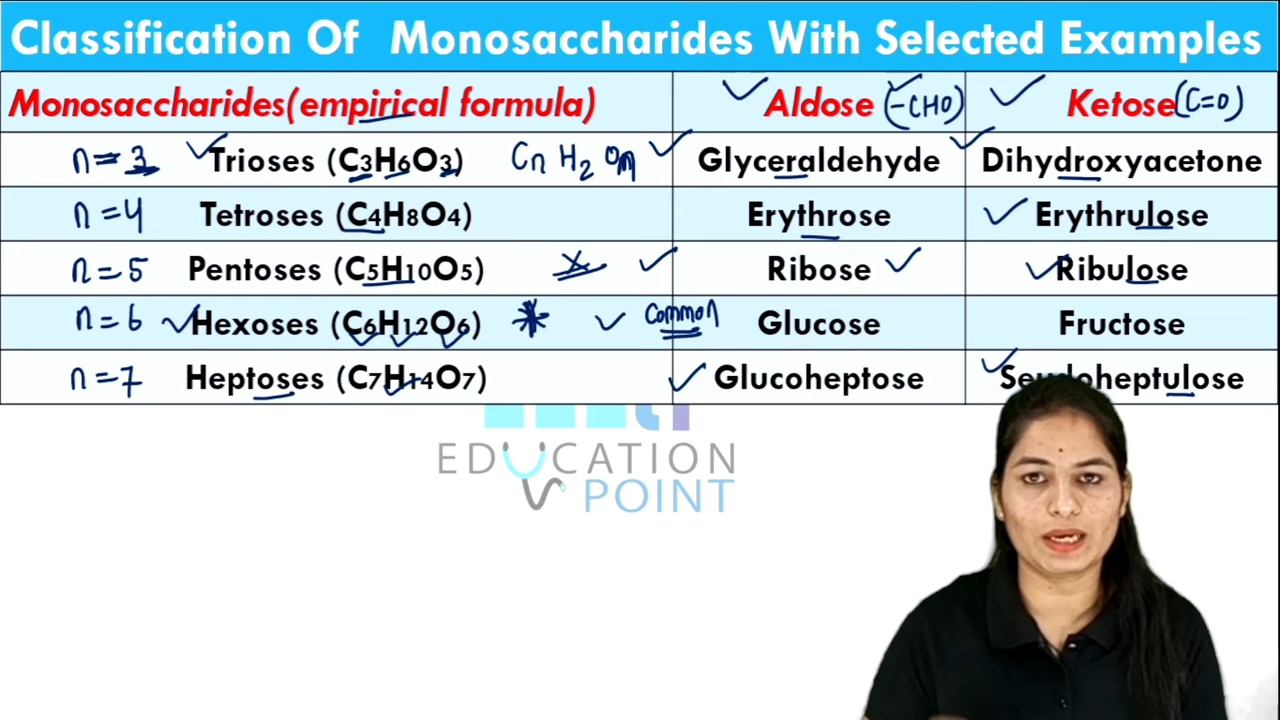 Classification Of Monosaccharides With Selected Examples
Monosaccharides(empirical formula) Aldose (-CHO) Ketose (C=O)
n=3 Trioses (C3H6O3) Cn H2 On Glyceraldehyde Dihydroxyacetone
n=4 Tetroses (C4H8O4) Erythrose Erythrulose
n=5 Pentoses (C5H10O5) Ribose Ribulose
n=6 Hexoses (C6H12O6) Common Glucose Fructose
n=7 Heptoses (C7H14O7) Glucoheptose
EDUCATION
POINT